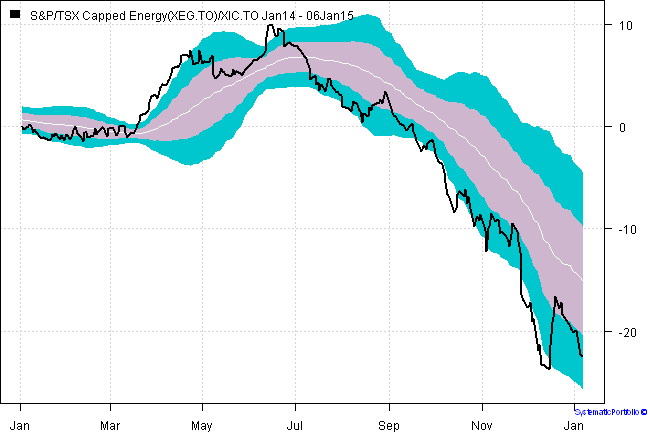 S&P/TSX Capped Energy(XEG.TO)/XIC.TO Jan14 - 06Jan15
10
0
-10
-20
Jan Mar May Jul Sep Nov Jan
SystematicPortfolio ©